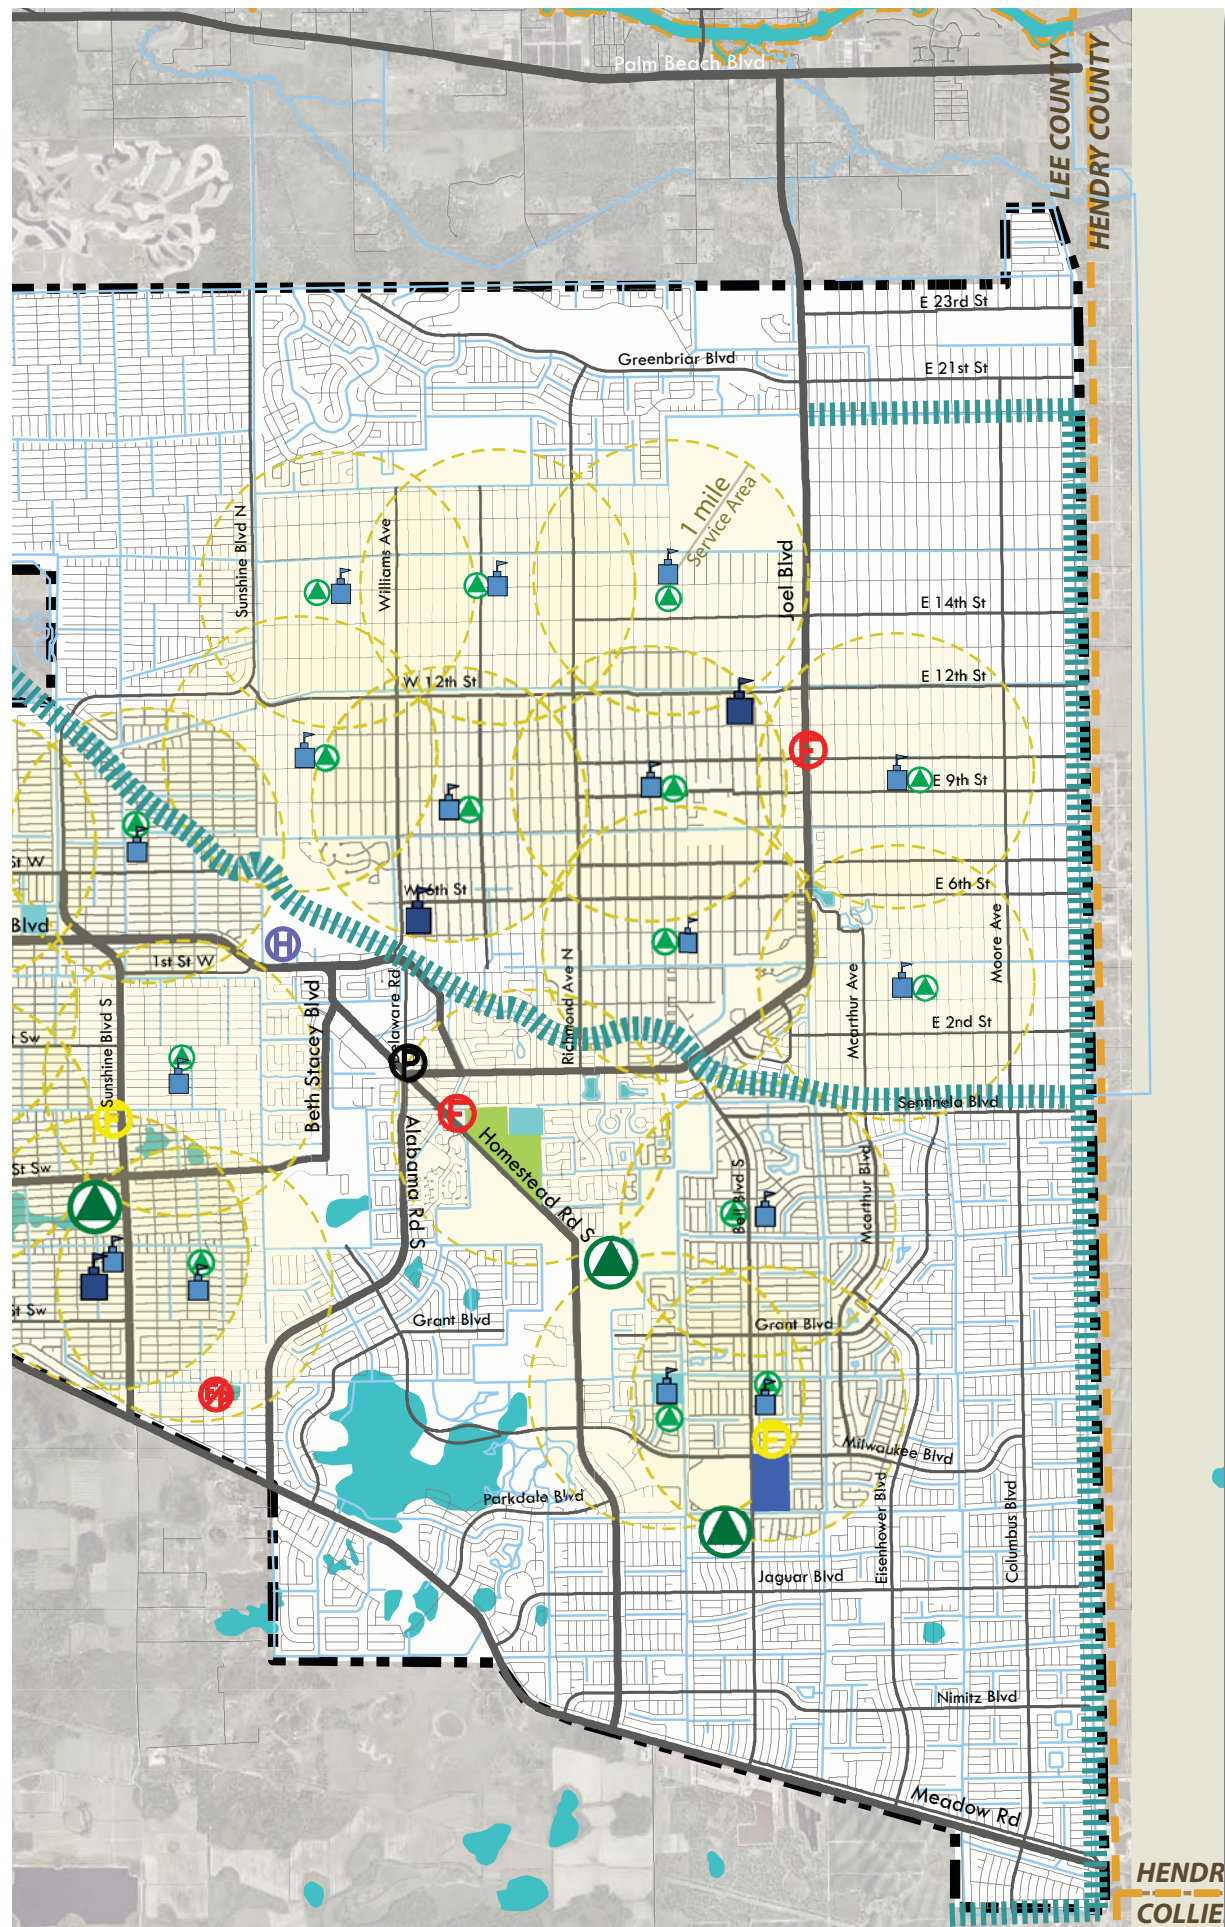 Palm Beach Blvd
LEE COUNTY
HENDRY COUNTY
E 23rd St
Greenbriar Blvd
E 21st St
1 mile
Service Area
Sunshine Blvd N
Williams Ave
Joel Blvd
E 14th St
W 12th St
E 12th St
F
E 9th St
St W
W 6th St
E 6th St
Blvd
H
1st St W
Moore Ave
Richmond Ave N
Mcarthur Ave
Delaware Rd
E 2nd St
St Sw
Sunshine Blvd S
Beth Stacey Blvd
P
Sentinela Blvd
F
F
Alabama Rd S
Homestead Rd S
St Sw
Bell Blvd S
Mcarthur Blvd
St Sw
Grant Blvd
Grant Blvd
F
Milwaukee Blvd
Parkdale Blvd
Eisenhower Blvd
Columbus Blvd
Jaguar Blvd
Nimitz Blvd
Meadow Rd
HENDR
COLLIE